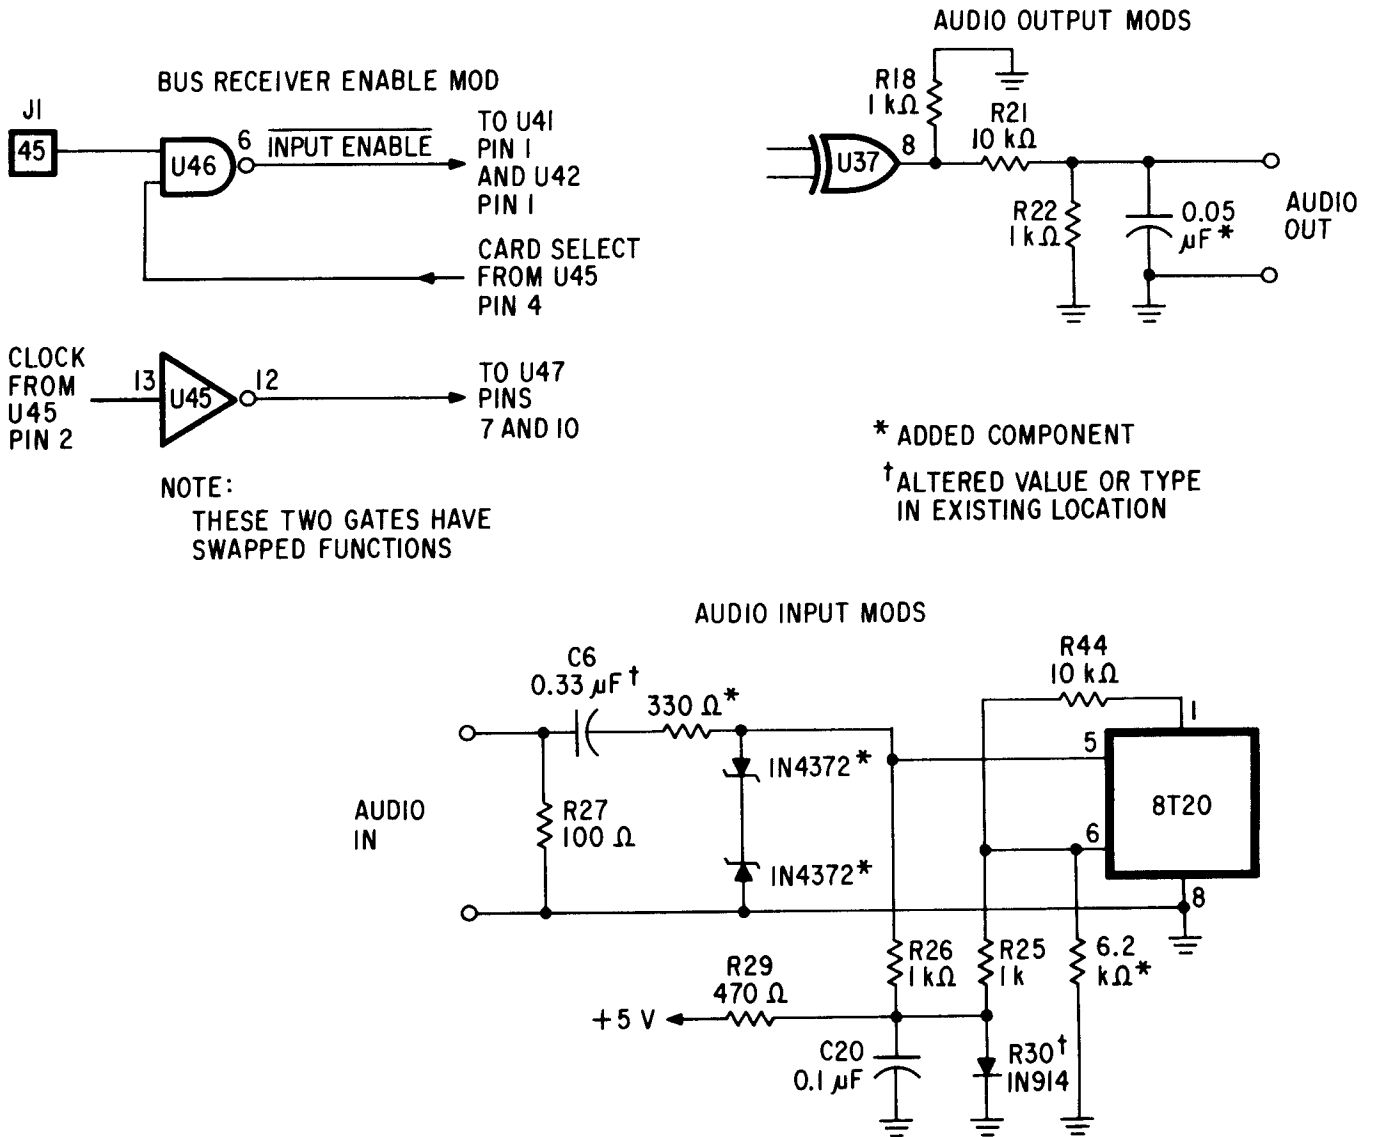 AUDIO OUTPUT MODS
BUS RECEIVER ENABLE MOD
J1
45
U46
6
INPUT ENABLE
TO U41
PIN 1
AND U42
PIN 1
CARD SELECT
FROM U45
PIN 4
R18
1 kΩ
R21
10 kΩ
U37
8
R22
1 kΩ
0.05
μF*
AUDIO
OUT
CLOCK
FROM
U45
PIN 2
13
U45
12
TO U47
PINS
7 AND 10
NOTE:
THESE TWO GATES HAVE
SWAPPED FUNCTIONS
* ADDED COMPONENT
† ALTERED VALUE OR TYPE
IN EXISTING LOCATION
AUDIO INPUT MODS
C6
0.33 μF†
330 Ω*
R44
10 kΩ
1
5
IN4372*
8T20
AUDIO
IN
R27
100 Ω
6
IN4372*
8
R26
1 kΩ
R25
1k
6.2
kΩ*
R29
470 Ω
+5 V
C20
0.1 μF
R30†
IN914